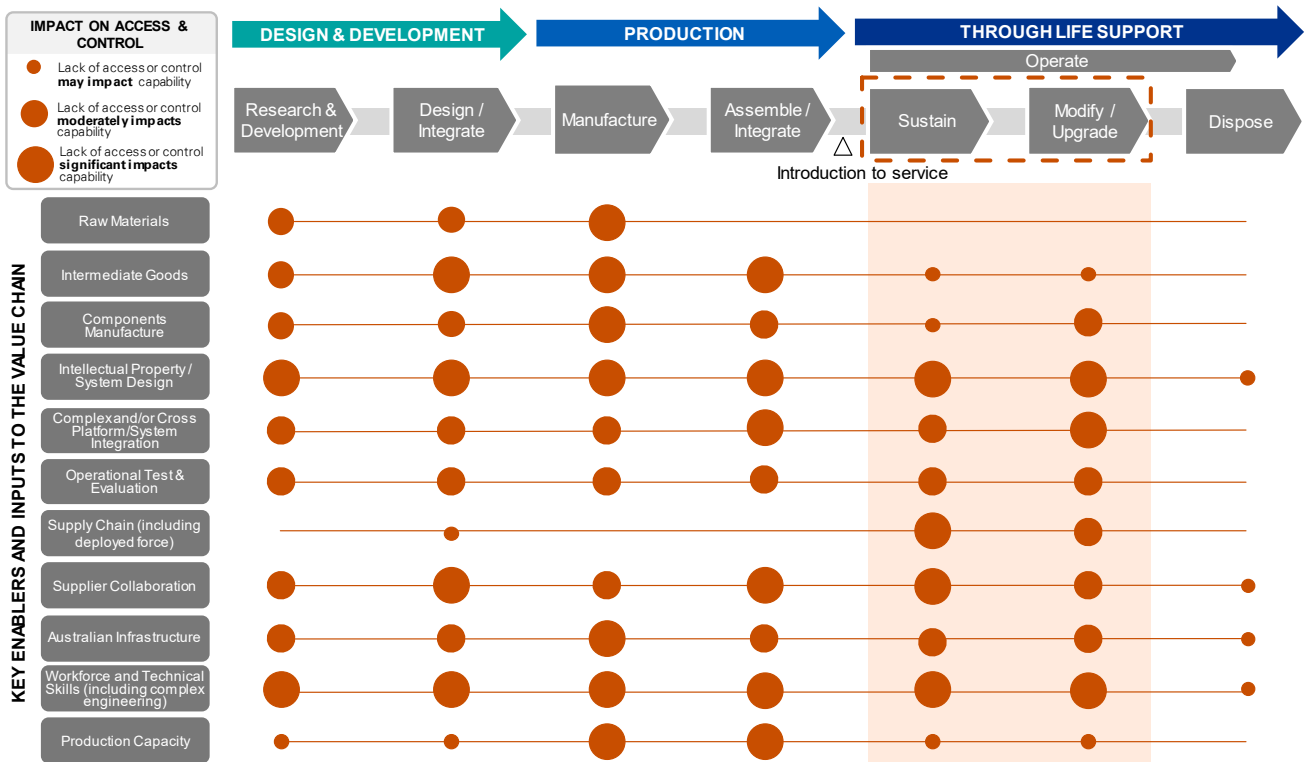 IMPACT ON ACCESS &
CONTROL
Lack of access or control
may impact capability
Lack of access or control
moderately impacts
capability
Lack of access or control
significant impacts
capability
DESIGN & DEVELOPMENT
PRODUCTION
THROUGH LIFE SUPPORT
Operate
Research &
Development
Design /
Integrate
Manufacture
Assemble /
Integrate
Sustain
Modify /
Upgrade
Dispose
Introduction to service
KEY ENABLERS AND INPUTS TO THE VALUE CHAIN
Raw Materials
Intermediate Goods
Components
Manufacture
Intellectual Property /
System Design
Complex and/or Cross
Platform/System
Integration
Operational Test &
Evaluation
Supply Chain (including
deployed force)
Supplier Collaboration
Australian Infrastructure
Workforce and Technical
Skills (including complex
engineering)
Production Capacity